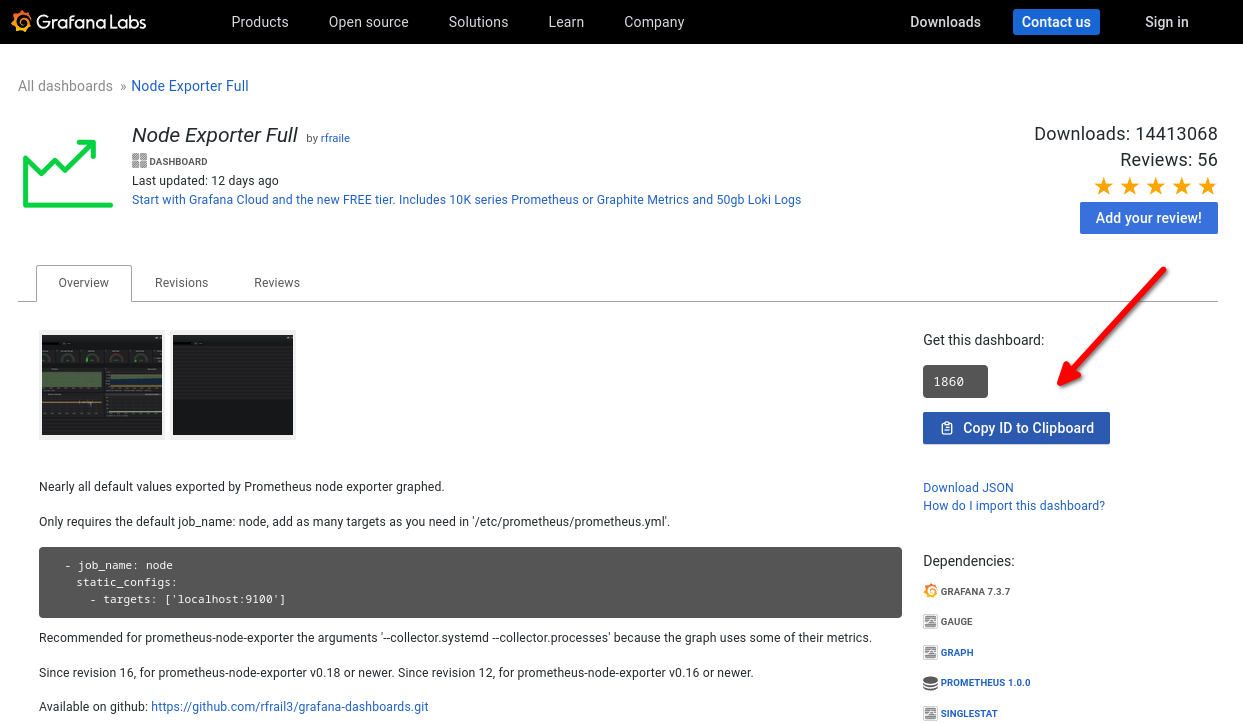 Grafana Labs Products Open source Solutions Learn Company Downloads Contact us Sign in
All dashboards » Node Exporter Full
Node Exporter Full by rfraile
DASHBOARD
Last updated: 12 days ago
Start with Grafana Cloud and the new FREE tier. Includes 10K series Prometheus or Graphite Metrics and 50gb Loki Logs
Downloads: 14413068
Reviews: 56
Add your review!
Overview Revisions Reviews
Nearly all default values exported by Prometheus node exporter graphed.
Only requires the default job_name: node, add as many targets as you need in '/etc/prometheus/prometheus.yml'.
- job_name: node
static_configs:
- targets: ['localhost:9100']
Recommended for prometheus-node-exporter the arguments '--collector.systemd --collector.processes' because the graph uses some of their metrics.
Since revision 16, for prometheus-node-exporter v0.18 or newer. Since revision 12, for prometheus-node-exporter v0.16 or newer.
Available on github: https://github.com/rfrail3/grafana-dashboards.git
Get this dashboard:
1860
Copy ID to Clipboard
Download JSON
How do I import this dashboard?
Dependencies:
GRAFANA 7.3.7
GAUGE
GRAPH
PROMETHEUS 1.0.0
SINGLESTAT